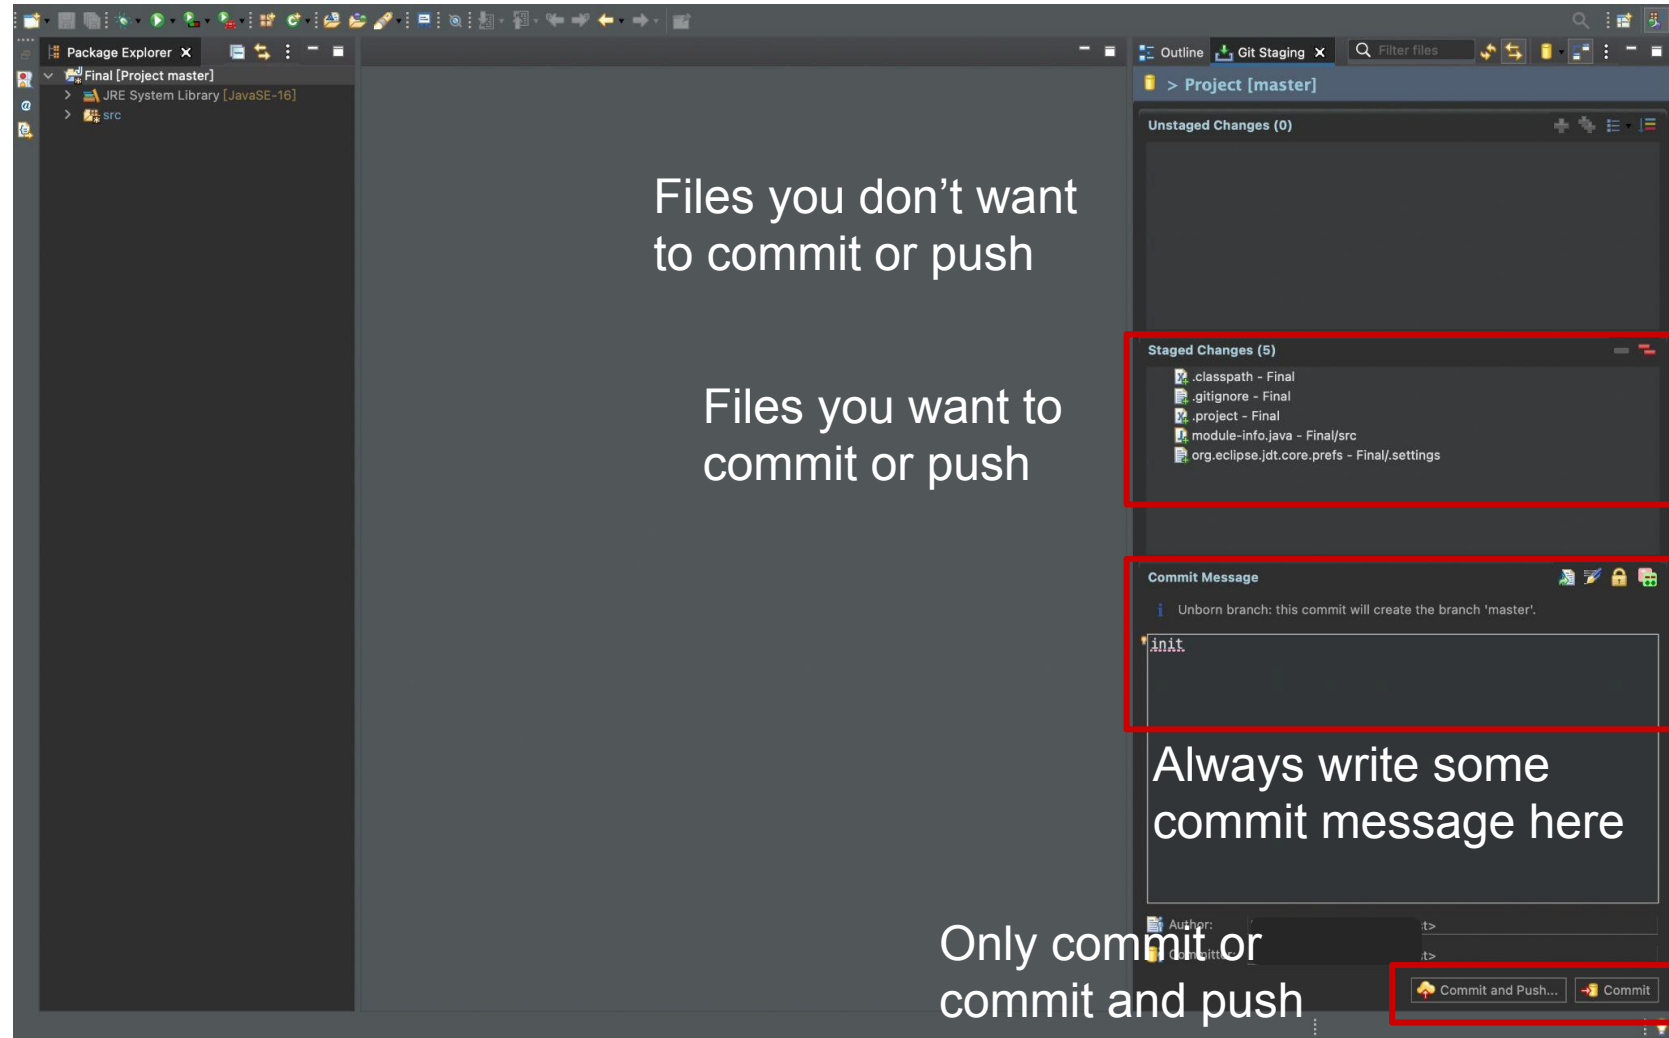 Package Explorer
Final [Project master]
JRE System Library [JavaSE-16]
src
Outline
Git Staging
Filter files
> Project [master]
Unstaged Changes (0)
Files you don’t want
to commit or push
Staged Changes (5)
.classpath - Final
.gitignore - Final
.project - Final
module-info.java - Final/src
org.eclipse.jdt.core.prefs - Final/.settings
Files you want to
commit or push
Commit Message
Unborn branch: this commit will create the branch 'master'.
init
Always write some
commit message here
Author:
t>
Committer:
t>
Only commit or
commit and push
Commit and Push...
Commit